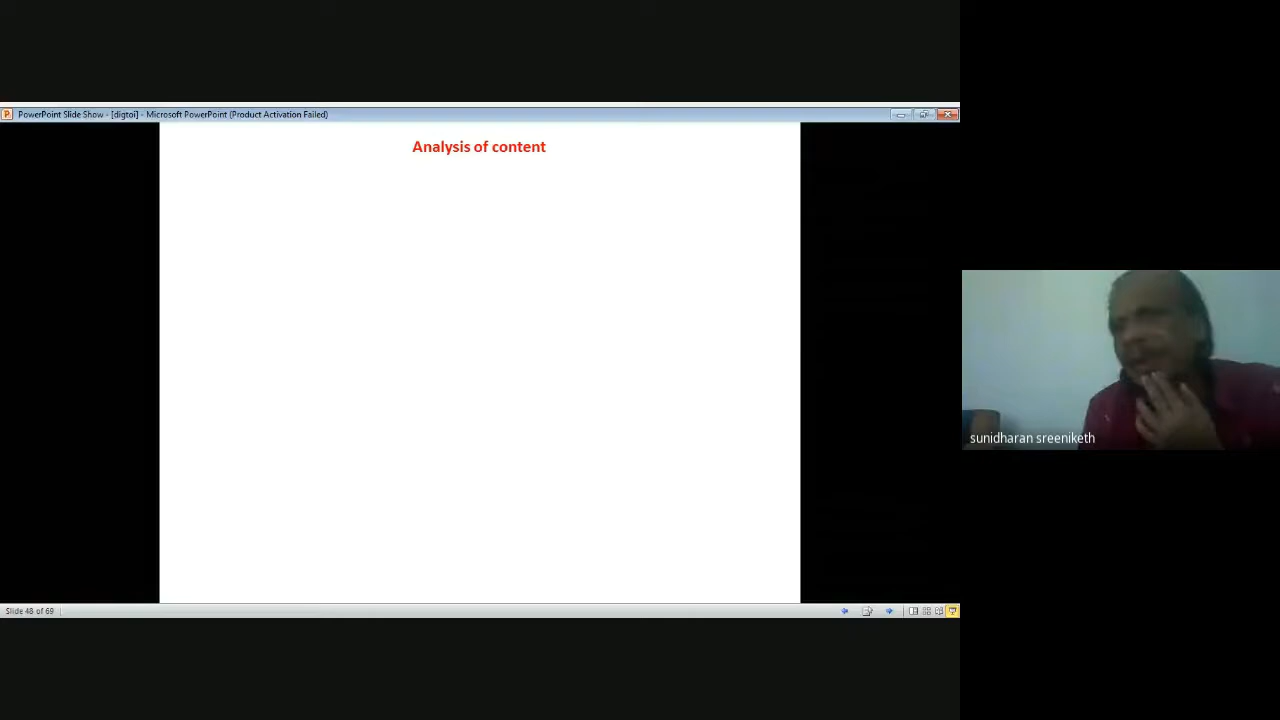 PowerPoint Slide Show - [digtoi] - Microsoft PowerPoint (Product Activation Failed)
Analysis of content
sunidharan sreeniketh
Slide 48 of 69